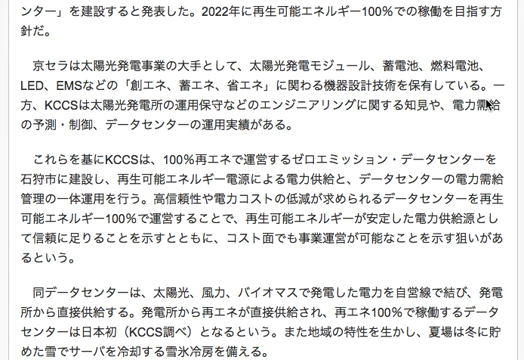 ンター」を建設すると発表した。2022年に再生可能エネルギー100%での稼働を目指す方
針だ。
京セラは太陽光発電事業の大手として、太陽光発電モジュール、蓄電池、燃料電池、
LED、EMSなどの「創エネ、蓄エネ、省エネ」に関わる機器設計技術を保有している。一
方、KCCSは太陽光発電所の運用保守などのエンジニアリングに関する知見や、電力需給
の予測・制御、データセンターの運用実績がある。
これらを基にKCCSは、100%再エネで運営するゼロエミッション・データセンターを
石狩市に建設し、再生可能エネルギー電源による電力供給と、データセンターの電力需給
管理の一体運用を行う。高信頼性や電力コストの低減が求められるデータセンターを再生
可能エネルギー100%で運営することで、再生可能エネルギーが安定した電力供給源とし
て信頼に足りることを示すとともに、コスト面でも事業運営が可能なことを示す狙いがあ
るという。
同データセンターは、太陽光、風力、バイオマスで発電した電力を自営線で結び、発電
所から直接供給する。発電所から再エネが直接供給され、再エネ100%で稼働するデータ
センターは日本初（KCCS調べ）となるという。また地域の特性を生かし、夏場は冬に貯
めた雪でサーバを冷却する雪氷冷房を備える。